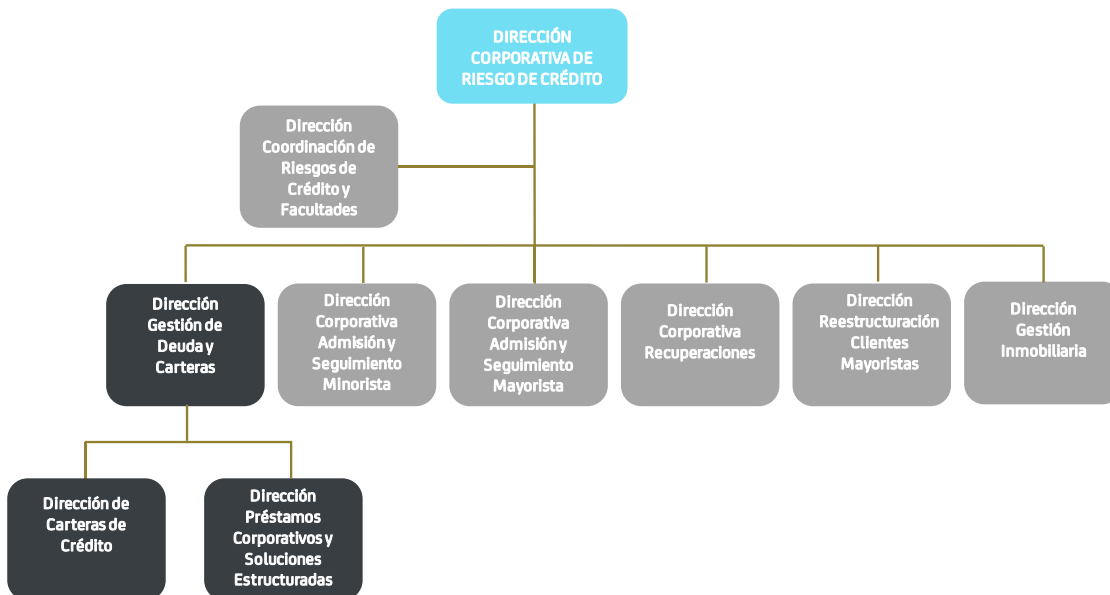 DIRECCIÓN
CORPORATIVA DE
RIESGO DE CRÉDITO
Dirección
Coordinación de
Riesgos de
Crédito y
Facultades
Dirección
Gestión de
Deuda y
Carteras
Dirección
Corporativa
Admisión y
Seguimiento
Minorista
Dirección
Corporativa
Admisión y
Seguimiento
Mayorista
Dirección
Corporativa
Recuperaciones
Dirección
Reestructuración
Clientes
Mayoristas
Dirección
Gestión
Inmobiliaria
Dirección de
Carteras de
Crédito
Dirección
Préstamos
Corporativos y
Soluciones
Estructuradas